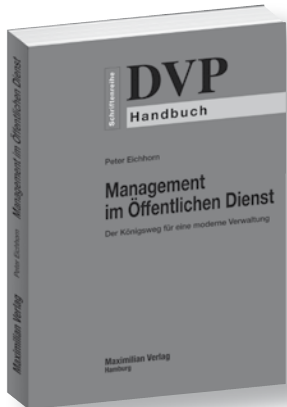 Schriftenreihe
DVP
Handbuch
Peter Eichhorn
Management
im Öffentlichen Dienst
Der Königsweg für eine moderne Verwaltung
Maximilian Verlag
Hamburg
Maximilian Verlag Peter Eichhorn Management im Öffentlichen Dienst